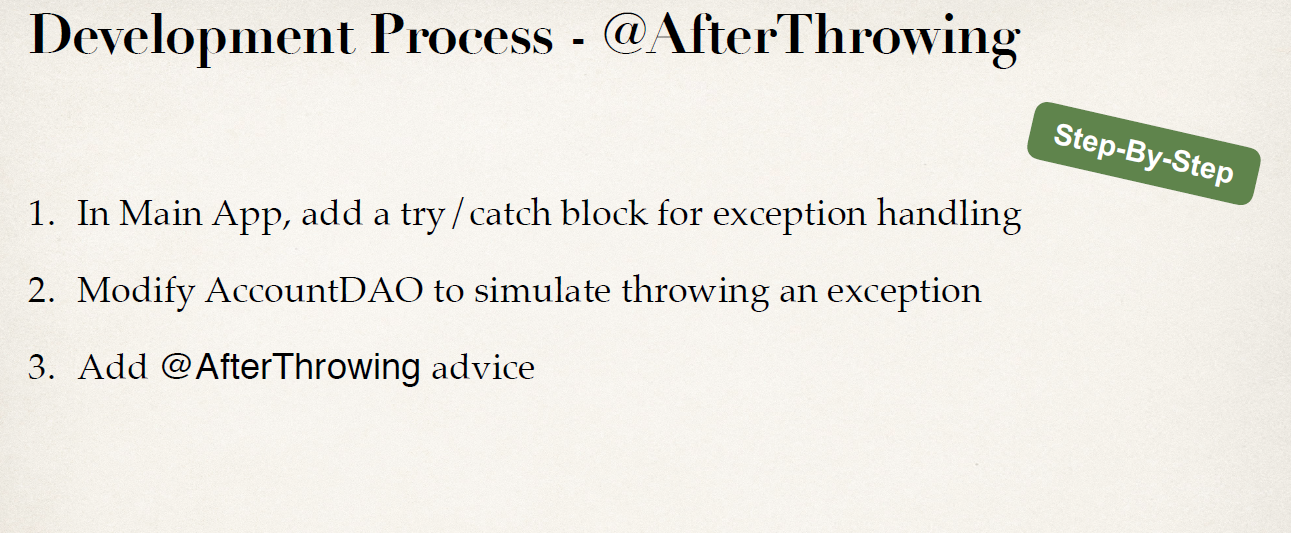 Development Process - @AfterThrowing
Step-By-Step
1. In Main App, add a try/catch block for exception handling
2. Modify AccountDAO to simulate throwing an exception
3. Add @AfterThrowing advice